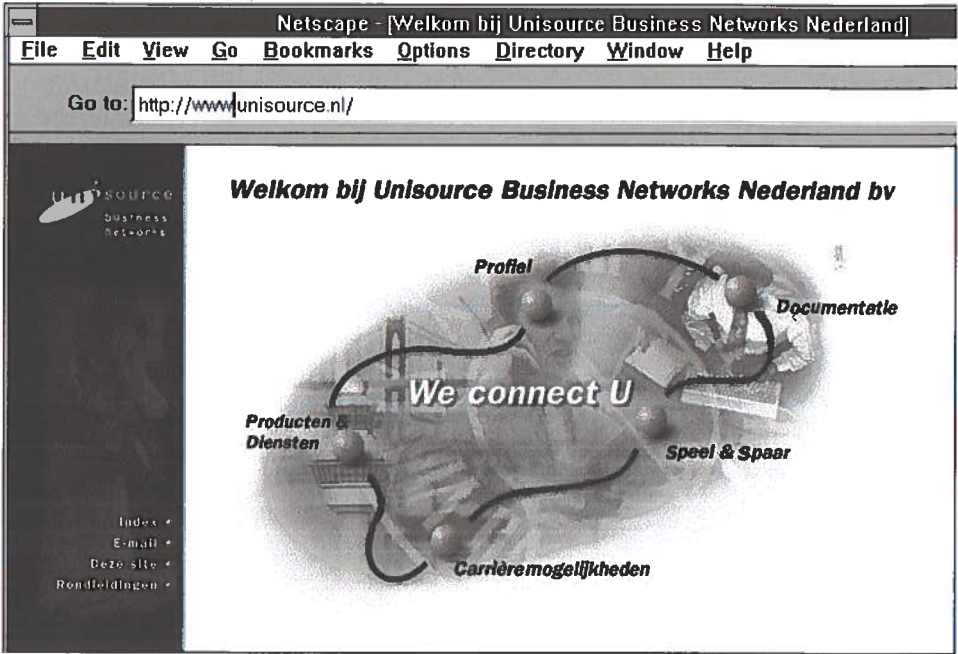 Netscape - [Welkom bij Unisource Business Networks Nederland]
File Edit View Go Bookmarks Options Directory Window Help
Go to: http://www.unisource.nl/
unisource
business
networks
Welkom bij Unisource Business Networks Nederland bv
Profiel
Documentatie
We connect U
Producten &
Diensten
Speel & Spaar
Carrièremogelijkheden
Index
E-mail
Deze site
Rondleidingen